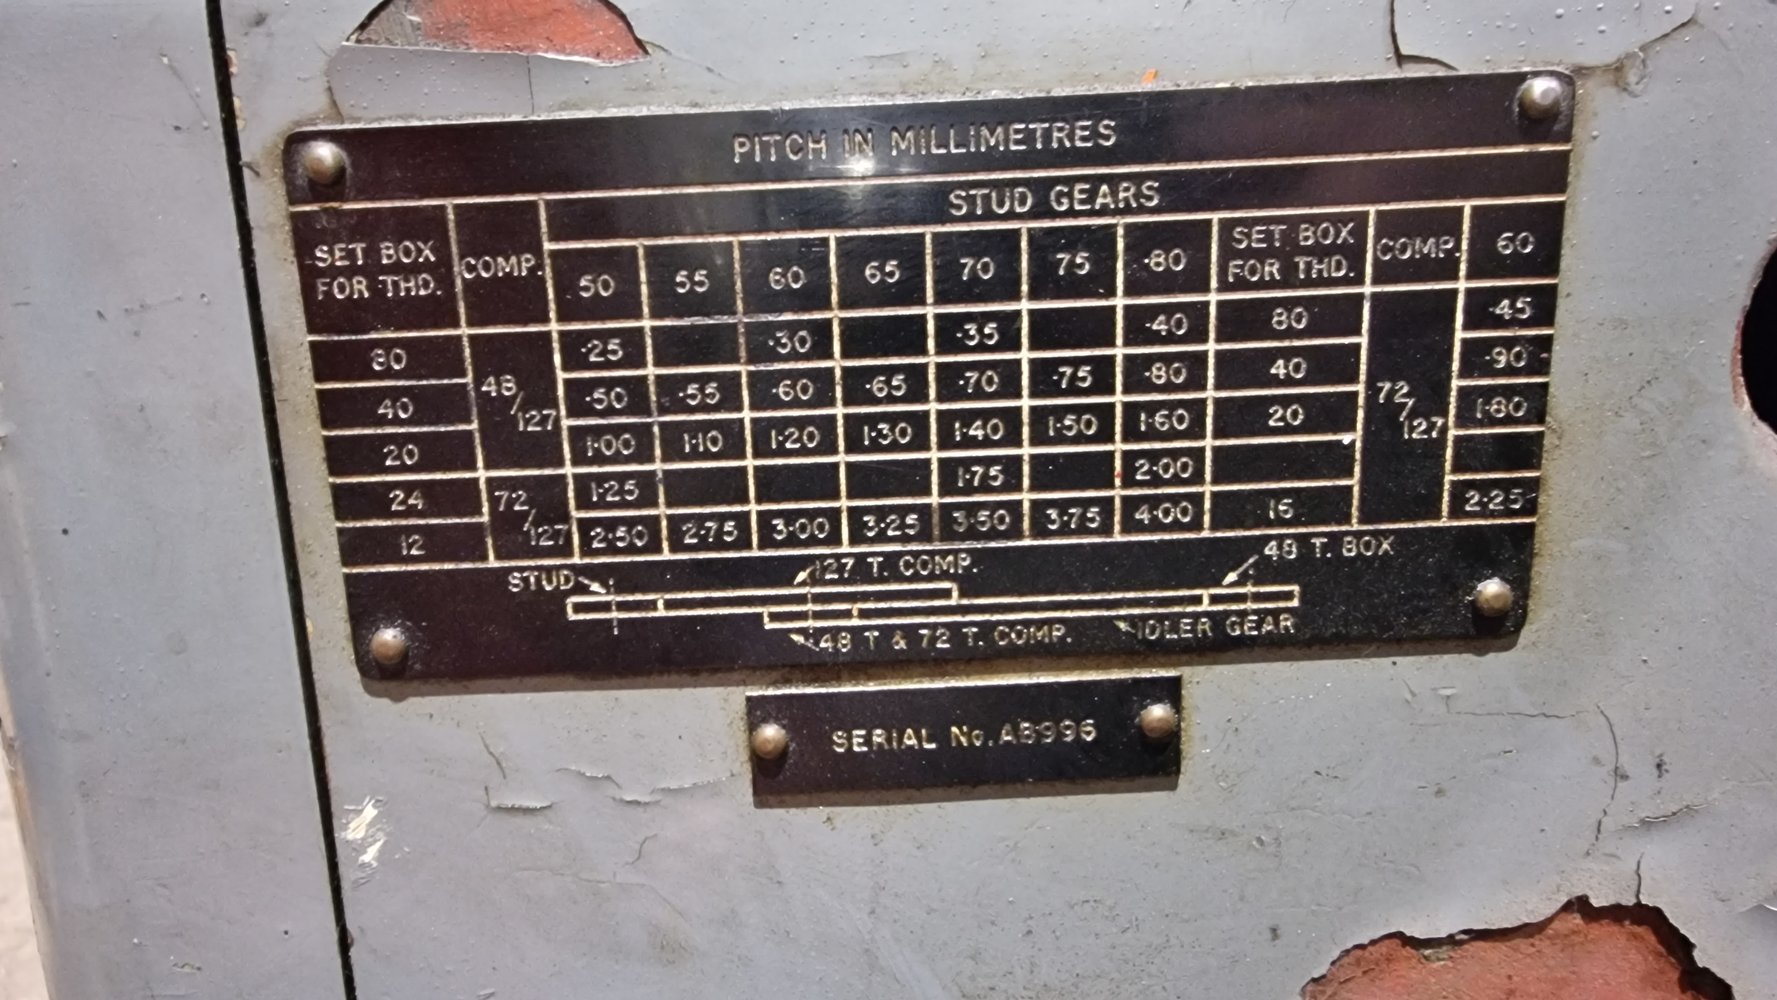 PITCH IN MILLIMETRES
STUD GEARS
SET BOX FOR THD. COMP. 50 55 60 65 70 75 ·80 SET BOX FOR THD. COMP. 60
80 48/127 ·25 ·30 ·35 ·40 80 72/127 ·45
40 ·50 ·55 ·60 ·65 ·70 ·75 ·80 40 ·90
20 1·00 1·10 1·20 1·30 1·40 1·50 1·60 20 1·80
24 72/127 1·25 1·75 2·00
12 2·50 2·75 3·00 3·25 3·50 3·75 4·00 16 2·25
STUD 127 T. COMP. 48 T. BOX
48 T & 72 T. COMP. IDLER GEAR
SERIAL No. AB996